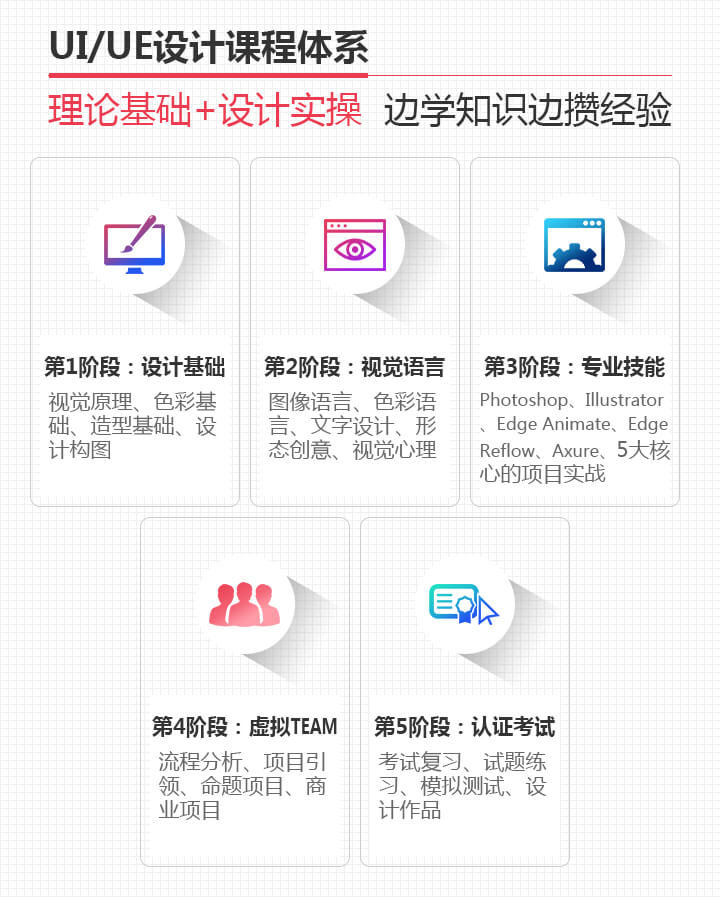 UI/UE设计课程体系
理论基础+设计实操 边学知识边攒经验
第1阶段：设计基础
视觉原理、色彩基
础、造型基础、设
计构图
第2阶段：视觉语言
图像语言、色彩语
言、文字设计、形
态创意、视觉心理
第3阶段：专业技能
Photoshop、Illustrator
、Edge Animate、Edge
Reflow、Axure、5大核
心的项目实战
第4阶段：虚拟TEAM
流程分析、项目引
领、命题项目、商
业项目
第5阶段：认证考试
考试复习、试题练
习、模拟测试、设
计作品